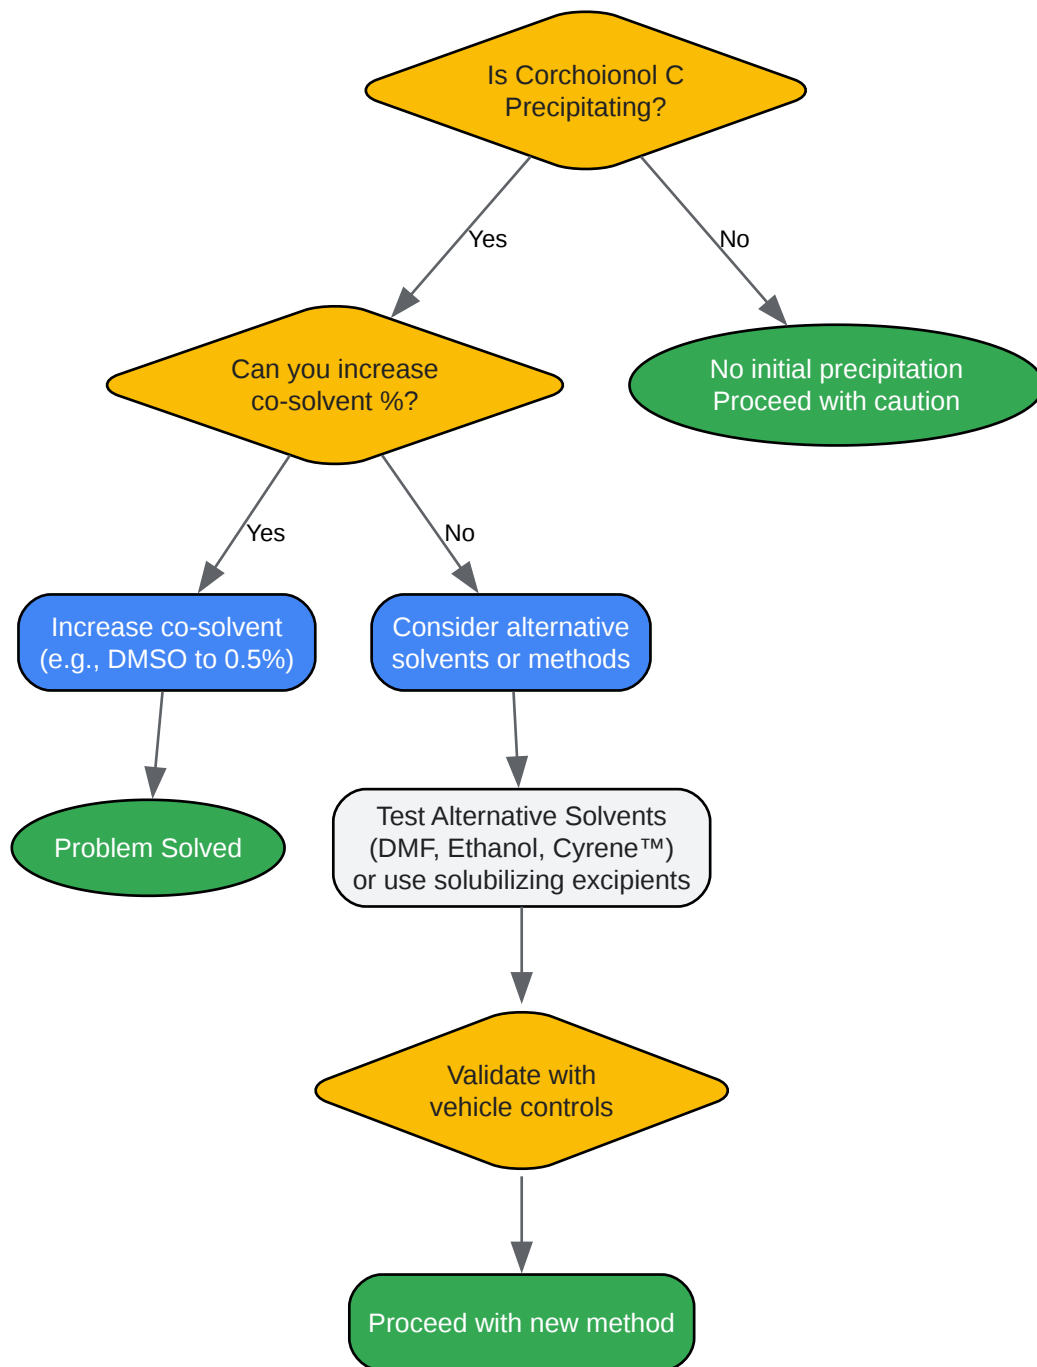 Is Corchoionol C
Precipitating?
Yes
No
Can you increase
co-solvent %?
No initial precipitation
Proceed with caution
Yes
No
Increase co-solvent
(e.g., DMSO to 0.5%)
Consider alternative
solvents or methods
Problem Solved
Test Alternative Solvents
(DMF, Ethanol, Cyrene™)
or use solubilizing excipients
Validate with
vehicle controls
Proceed with new method